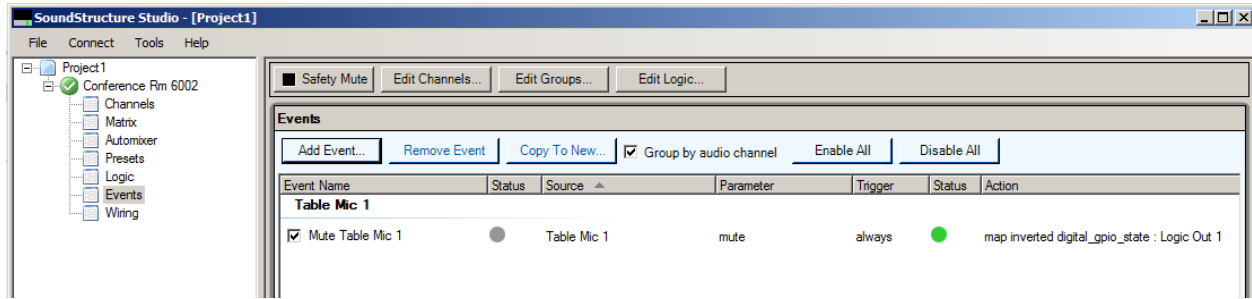 SoundStructure Studio - [Project1]
File Connect Tools Help
Project1
Conference Rm 6002
Channels
Matrix
Automixer
Presets
Logic
Events
Wiring
Safety Mute Edit Channels... Edit Groups... Edit Logic...
Events
Add Event... Remove Event Copy To New... Group by audio channel Enable All Disable All
Event Name Status Source Parameter Trigger Status Action
Table Mic 1
Mute Table Mic 1 Table Mic 1 mute always map inverted digital_gpio_state : Logic Out 1